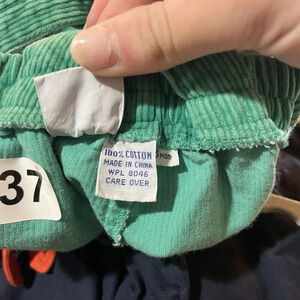 100% COTTON
MADE IN CHINA
WPL 8046
CARE OVER
37